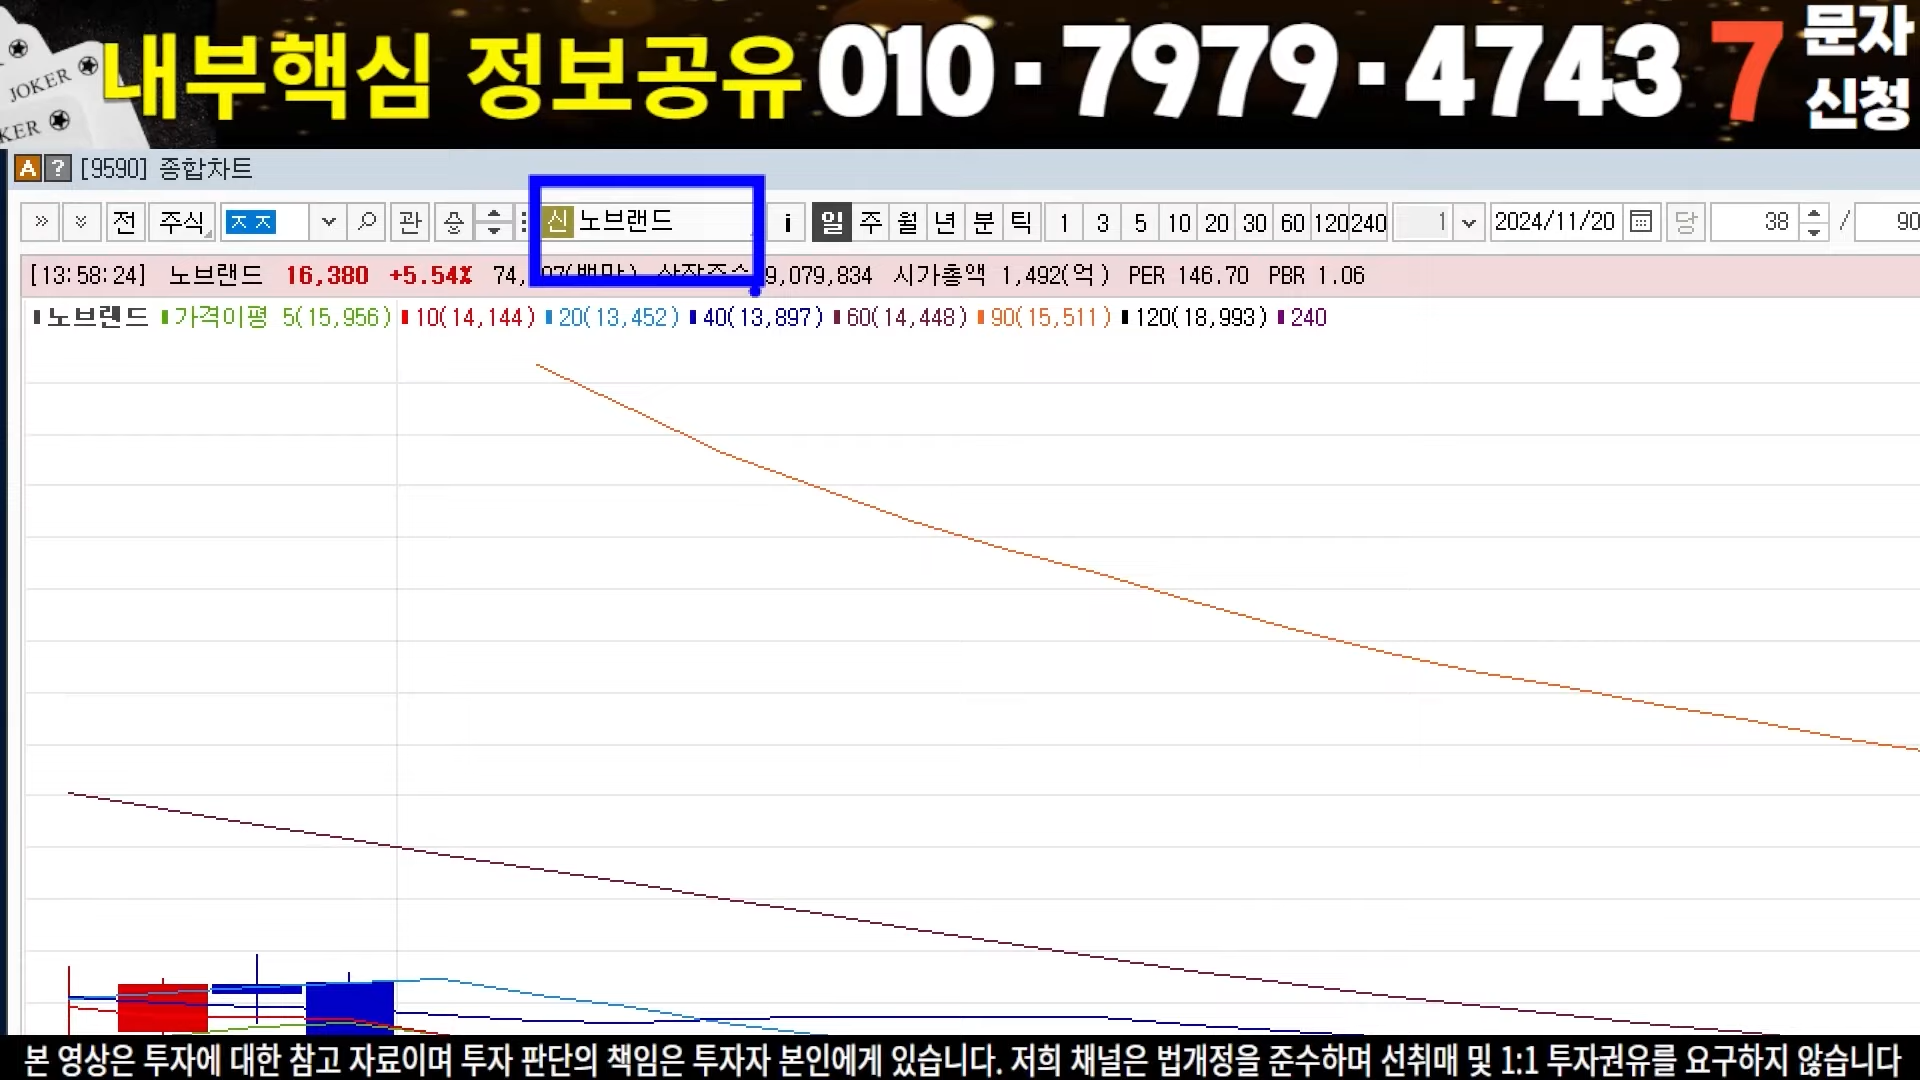 JOKER
KER
내부핵심 정보공유 010·7979·4743 7 문자
신청
A ? [9590] 종합차트
전 주식 ㅈㅈ 관 신 노브랜드 i 일 주 월 년 분 틱 1 3 5 10 20 30 60 120 240 1 2024/11/20 당 38 / 90
[13:58:24] 노브랜드 16,380 +5.54% 74, 9,079,834 시가총액 1,492(억) PER 146.70 PBR 1.06
노브랜드 가격이평 5(15,956) 10(14,144) 20(13,452) 40(13,897) 60(14,448) 90(15,511) 120(18,993) 240
본 영상은 투자에 대한 참고 자료이며 투자 판단의 책임은 투자자 본인에게 있습니다. 저희 채널은 법개정을 준수하며 선취매 및 1:1 투자권유를 요구하지 않습니다